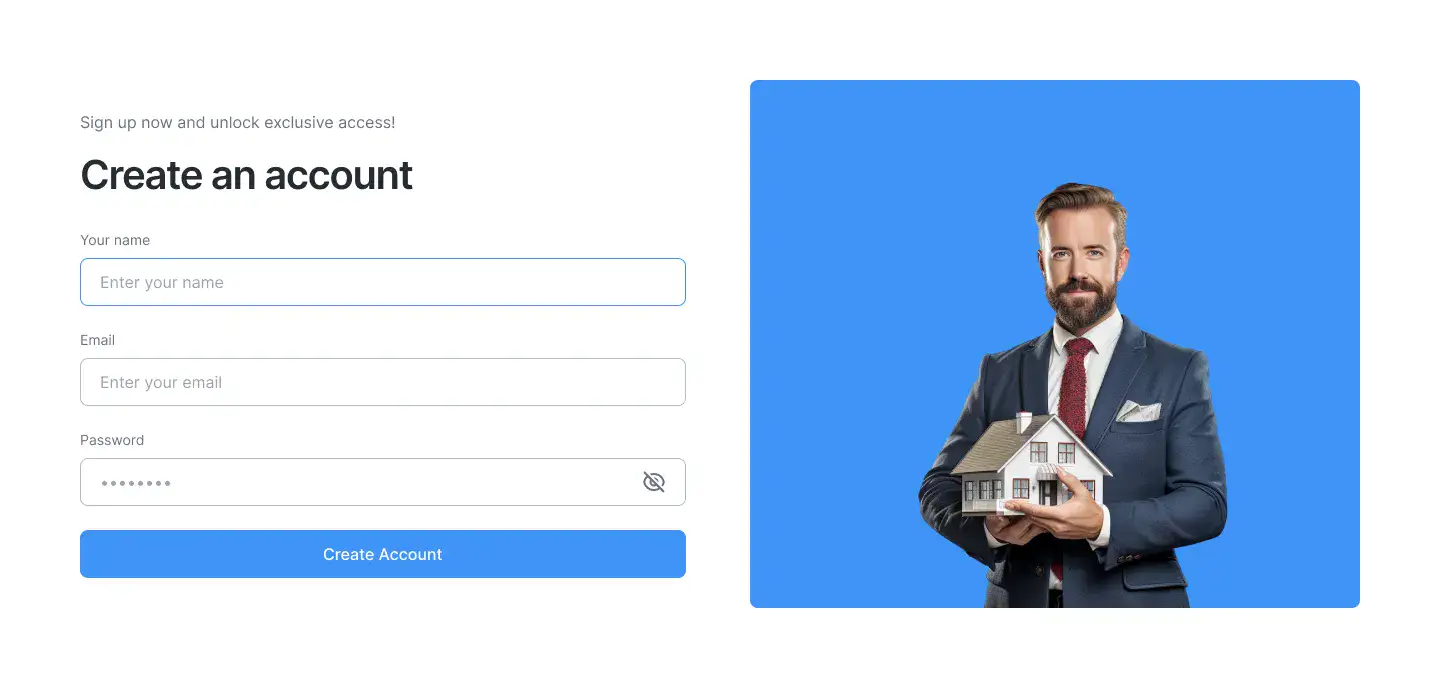 Sign up now and unlock exclusive access!
Create an account
Your name
Enter your name
Email
Enter your email
Password
••••••••
Create Account